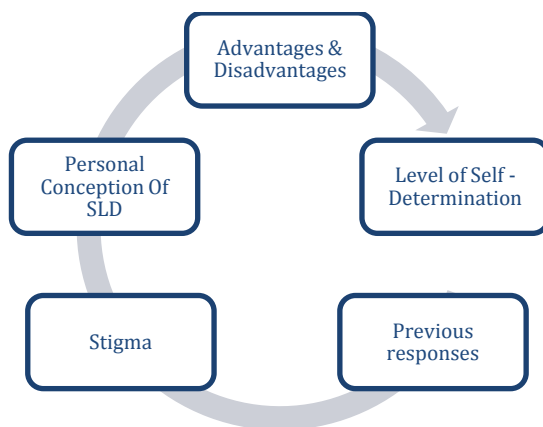 Advantages &
Disadvantages
Personal
Conception Of
SLD
Level of Self -
Determination
Stigma
Previous
responses